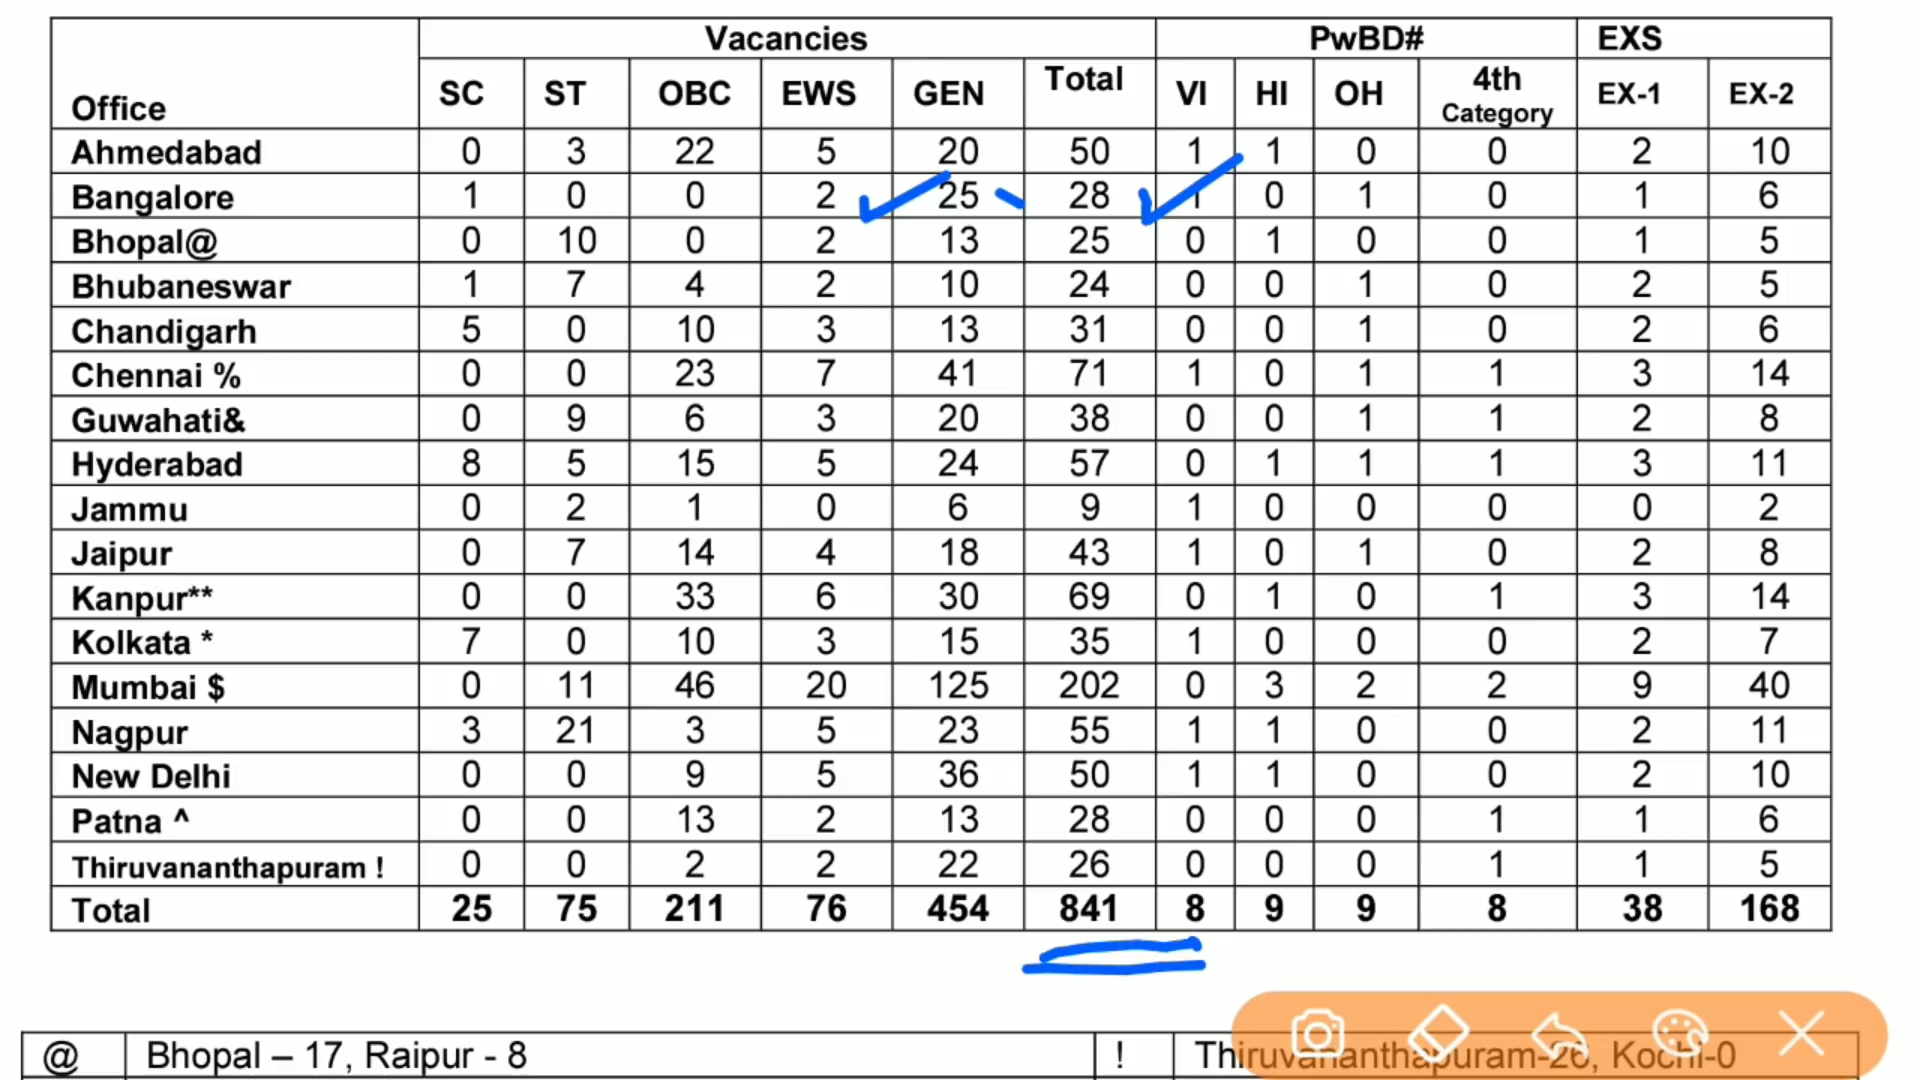 Vacancies PwBD# EXS
Office SC ST OBC EWS GEN Total VI HI OH 4th Category EX-1 EX-2
Ahmedabad 0 3 22 5 20 50 1 1 0 0 2 10
Bangalore 1 0 0 2 25 28 1 0 1 0 1 6
Bhopal@ 0 10 0 2 13 25 0 1 0 0 1 5
Bhubaneswar 1 7 4 2 10 24 0 0 1 0 2 5
Chandigarh 5 0 10 3 13 31 0 0 1 0 2 6
Chennai % 0 0 23 7 41 71 1 0 1 1 3 14
Guwahati& 0 9 6 3 20 38 0 0 1 1 2 8
Hyderabad 8 5 15 5 24 57 0 1 1 1 3 11
Jammu 0 2 1 0 6 9 1 0 0 0 0 2
Jaipur 0 7 14 4 18 43 1 0 1 0 2 8
Kanpur** 0 0 33 6 30 69 0 1 0 1 3 14
Kolkata * 7 0 10 3 15 35 1 0 0 0 2 7
Mumbai $ 0 11 46 20 125 202 0 3 2 2 9 40
Nagpur 3 21 3 5 23 55 1 1 0 0 2 11
New Delhi 0 0 9 5 36 50 1 1 0 0 2 10
Patna ^ 0 0 13 2 13 28 0 0 0 1 1 6
Thiruvananthapuram ! 0 0 2 2 22 26 0 0 0 1 1 5
Total 25 75 211 76 454 841 8 9 9 8 38 168
@ Bhopal – 17, Raipur - 8 ! Thiruvananthapuram-26, Kochi-0